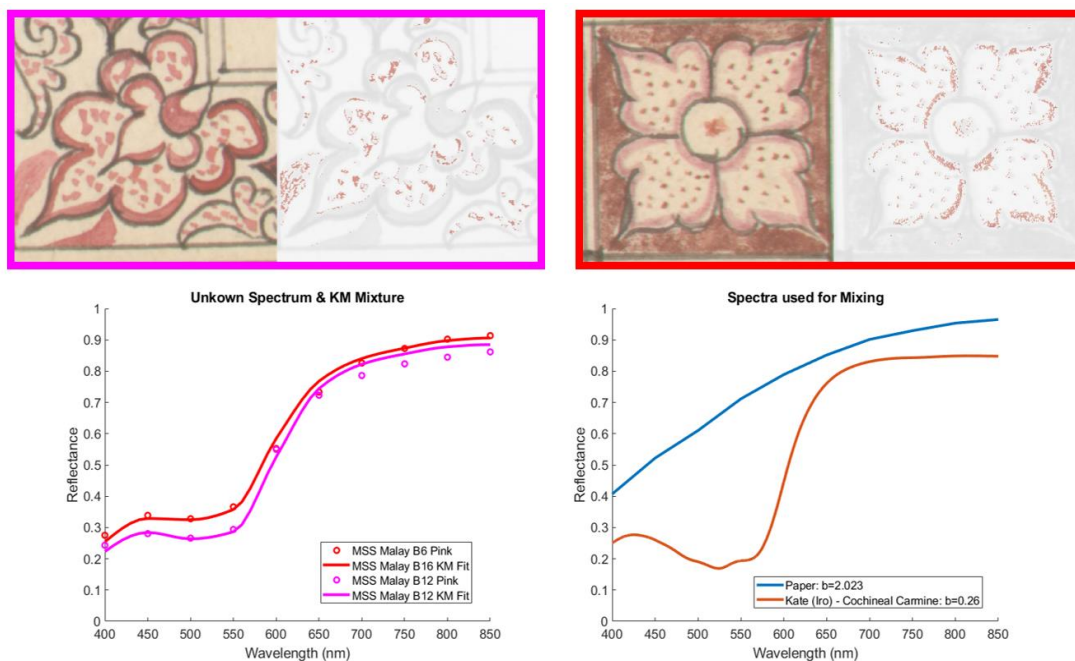 Unkown Spectrum & KM Mixture
1
0.9
0.8
0.7
0.6
0.5
0.4
0.3
0.2
0.1
0
Reflectance
400 450 500 550 600 650 700 750 800 850
Wavelength (nm)
MSS Malay B6 Pink
MSS Malay B16 KM Fit
MSS Malay B12 Pink
MSS Malay B12 KM Fit
Spectra used for Mixing
1
0.9
0.8
0.7
0.6
0.5
0.4
0.3
0.2
0.1
0
Reflectance
400 450 500 550 600 650 700 750 800 850
Wavelength (nm)
Paper: b=2.023
Kate (Iro) - Cochineal Carmine: b=0.26